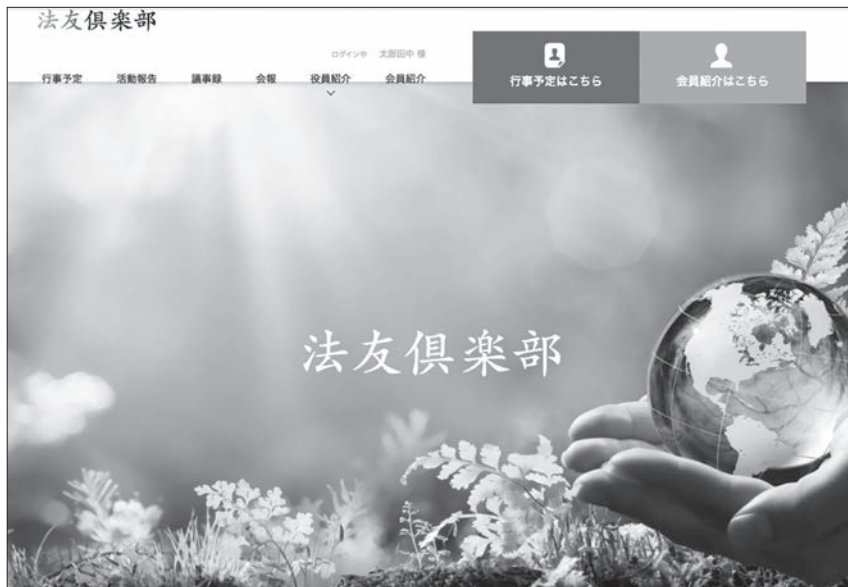 法友倶楽部
ログイン中 太郎田中 様
行事予定 活動報告 議事録 会報 役員紹介 会員紹介
行事予定はこちら
会員紹介はこちら
法友倶楽部